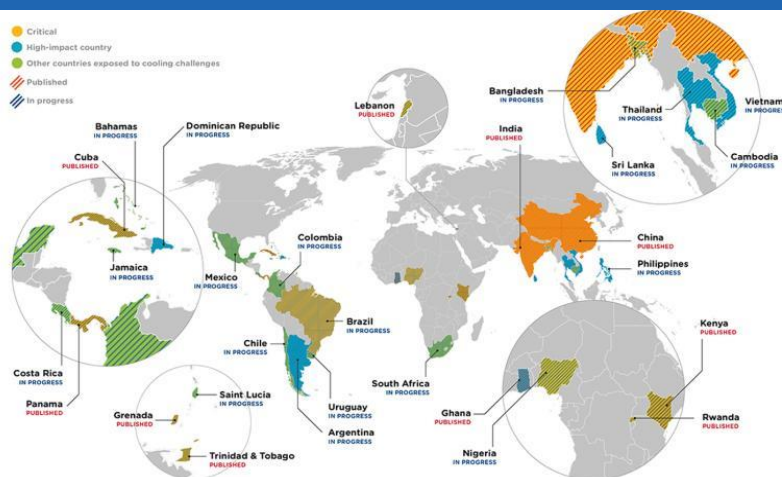 Critical
High-impact country
Other countries exposed to cooling challenges
Published
In progress
Bahamas
IN PROGRESS
Dominican Republic
IN PROGRESS
Cuba
PUBLISHED
Jamaica
IN PROGRESS
Mexico
IN PROGRESS
Colombia
IN PROGRESS
Costa Rica
IN PROGRESS
Panama
PUBLISHED
Brazil
IN PROGRESS
Chile
IN PROGRESS
Uruguay
IN PROGRESS
Argentina
IN PROGRESS
Saint Lucia
IN PROGRESS
Grenada
PUBLISHED
Trinidad & Tobago
PUBLISHED
Lebanon
PUBLISHED
South Africa
IN PROGRESS
India
PUBLISHED
Bangladesh
IN PROGRESS
Thailand
IN PROGRESS
Vietnam
IN PROGRESS
Sri Lanka
IN PROGRESS
Cambodia
IN PROGRESS
China
PUBLISHED
Philippines
IN PROGRESS
Kenya
PUBLISHED
Ghana
PUBLISHED
Rwanda
PUBLISHED
Nigeria
IN PROGRESS